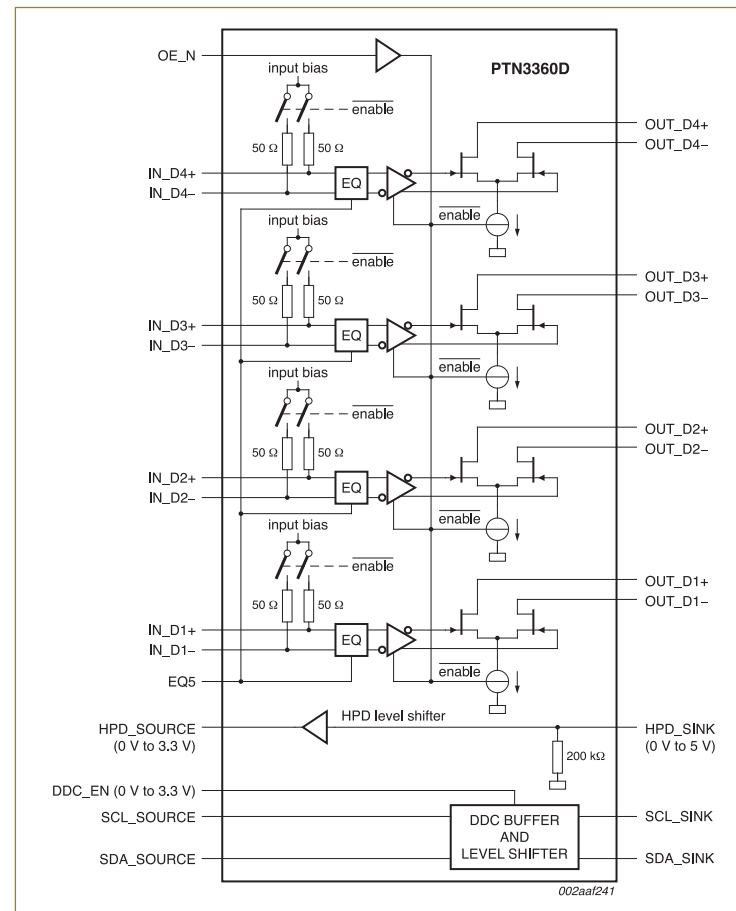 OE_N
PTN3360D
input bias
enable
50 Ω 50 Ω
OUT_D4+
OUT_D4−
IN_D4+
IN_D4−
EQ
enable
input bias
enable
50 Ω 50 Ω
OUT_D3+
OUT_D3−
IN_D3+
IN_D3−
EQ
enable
input bias
enable
50 Ω 50 Ω
OUT_D2+
OUT_D2−
IN_D2+
IN_D2−
EQ
enable
input bias
enable
50 Ω 50 Ω
OUT_D1+
OUT_D1−
IN_D1+
IN_D1−
EQ
enable
EQ5
HPD level shifter
HPD_SOURCE
(0 V to 3.3 V)
HPD_SINK
(0 V to 5 V)
200 kΩ
DDC_EN (0 V to 3.3 V)
SCL_SOURCE
SDA_SOURCE
DDC BUFFER
AND
LEVEL SHIFTER
SCL_SINK
SDA_SINK
002aaf241